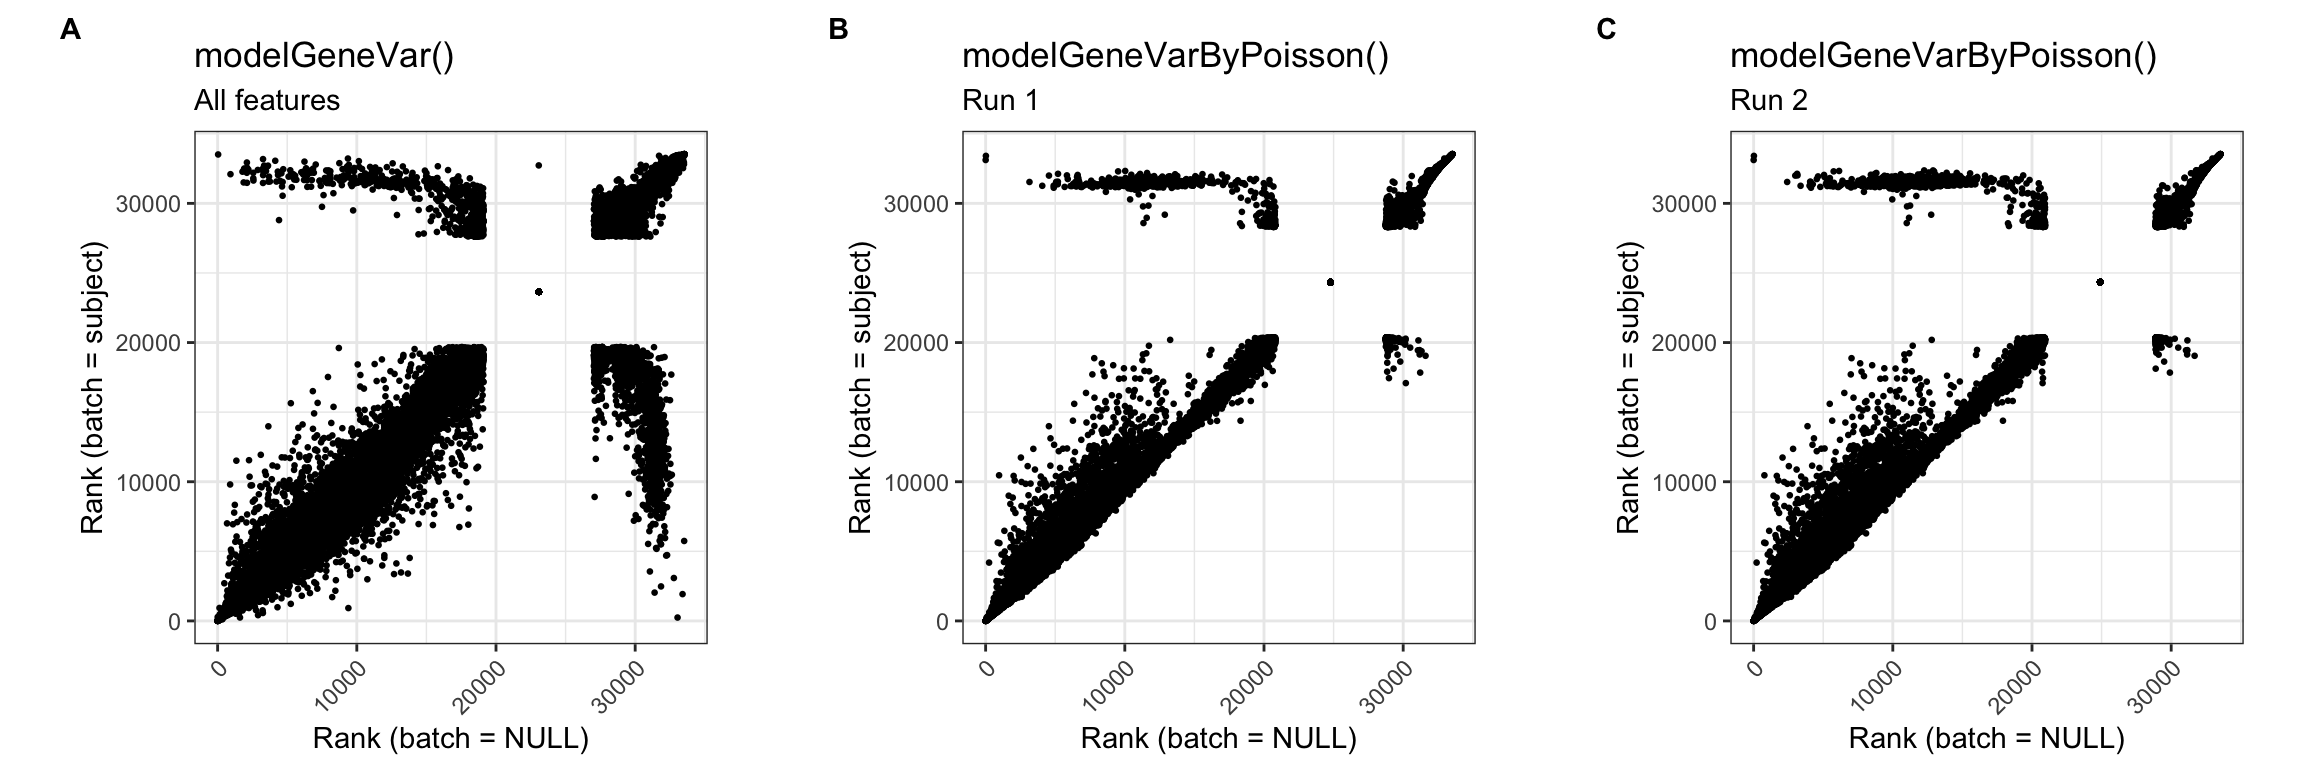 A
modelGeneVar()
All features
Rank (batch = subject)
30000
20000
10000
0
0
10000
20000
30000
Rank (batch = NULL)
B
modelGeneVarByPoisson()
Run 1
Rank (batch = subject)
30000
20000
10000
0
0
10000
20000
30000
Rank (batch = NULL)
C
modelGeneVarByPoisson()
Run 2
Rank (batch = subject)
30000
20000
10000
0
0
10000
20000
30000
Rank (batch = NULL)